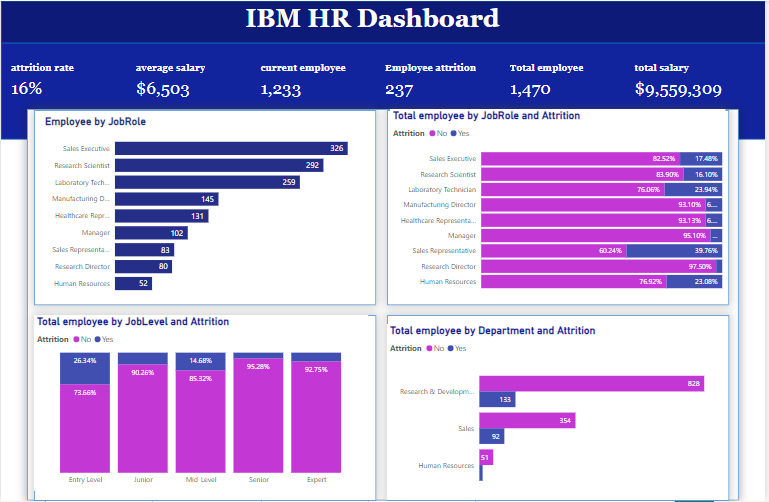 IBM HR Dashboard
attrition rate
16%
average salary
$6,503
current employee
1,233
Employee attrition
237
Total employee
1,470
total salary
$9,559,309
Employee by JobRole
Sales Executive 326
Research Scientist 292
Laboratory Tech... 259
Manufacturing D... 145
Healthcare Repr... 131
Manager 102
Sales Representa... 83
Research Director 80
Human Resources 52
Total employee by JobRole and Attrition
Attrition No Yes
Sales Executive 82.52% 17.48%
Research Scientist 83.90% 16.10%
Laboratory Technician 76.06% 23.94%
Manufacturing Director 93.10% 6....
Healthcare Representa... 93.13% 6....
Manager 95.10% ...
Sales Representative 60.24% 39.76%
Research Director 97.50%
Human Resources 76.92% 23.08%
Total employee by JobLevel and Attrition
Attrition No Yes
26.34% 14.68%
73.66% 90.26% 85.32% 95.28% 92.75%
Entry Level Junior Mid Level Senior Expert
Total employee by Department and Attrition
Attrition No Yes
Research & Developm... 828
133
Sales 354
92
Human Resources 51